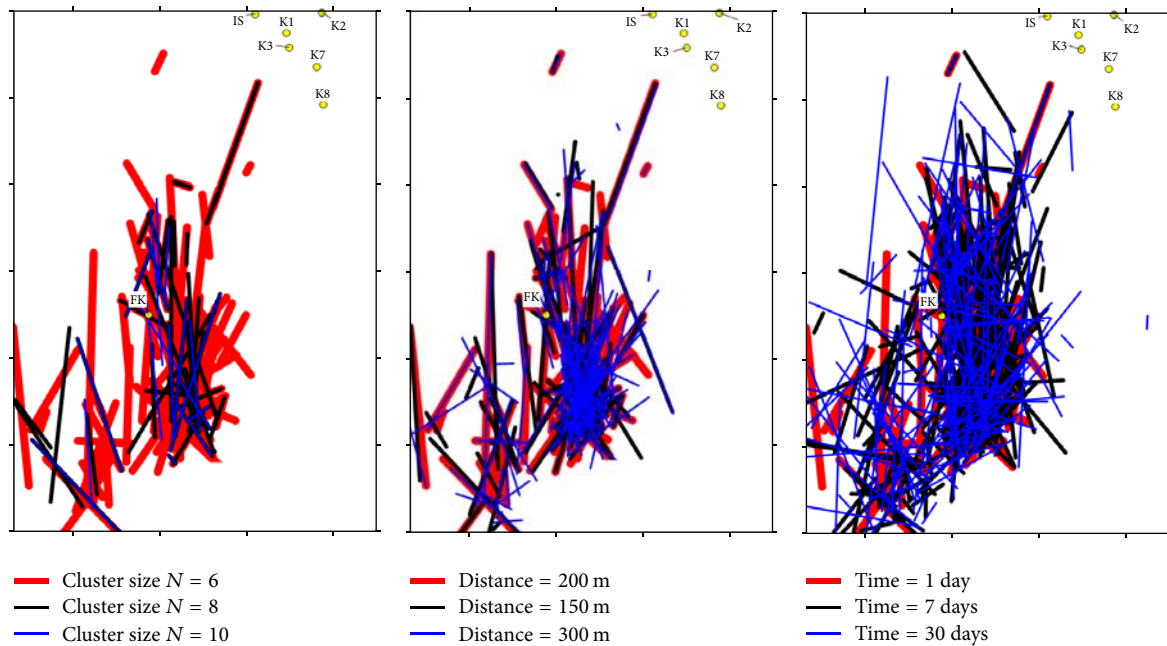 IS
K1
K2
K3
K7
K8
FK
IS
K1
K2
K3
K7
K8
FK
IS
K1
K2
K3
K7
K8
FK
Cluster size N = 6
Cluster size N = 8
Cluster size N = 10
Distance = 200 m
Distance = 150 m
Distance = 300 m
Time = 1 day
Time = 7 days
Time = 30 days